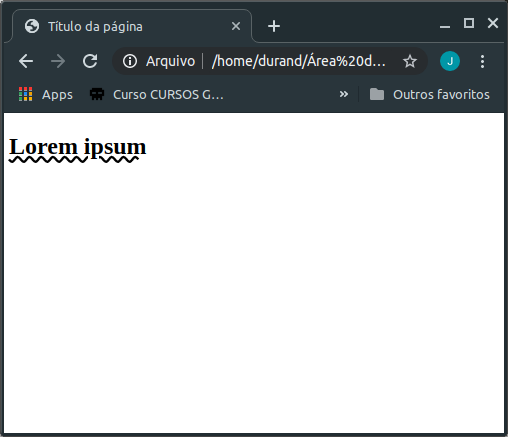 Título da página
Arquivo /home/durand/Área%20d...
J
Apps Curso CURSOS G... » Outros favoritos
Lorem ipsum